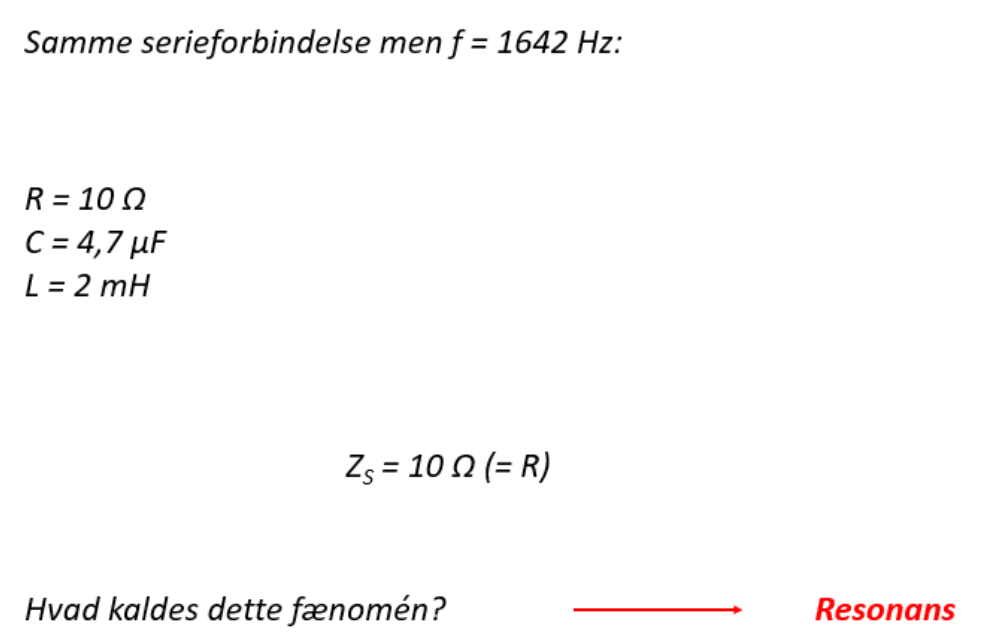 Samme serieforbindelse men f = 1642 Hz:
R = 10 Ω
C = 4,7 μF
L = 2 mH
Z_S = 10 Ω (= R)
Hvad kaldes dette fænomén? Resonans